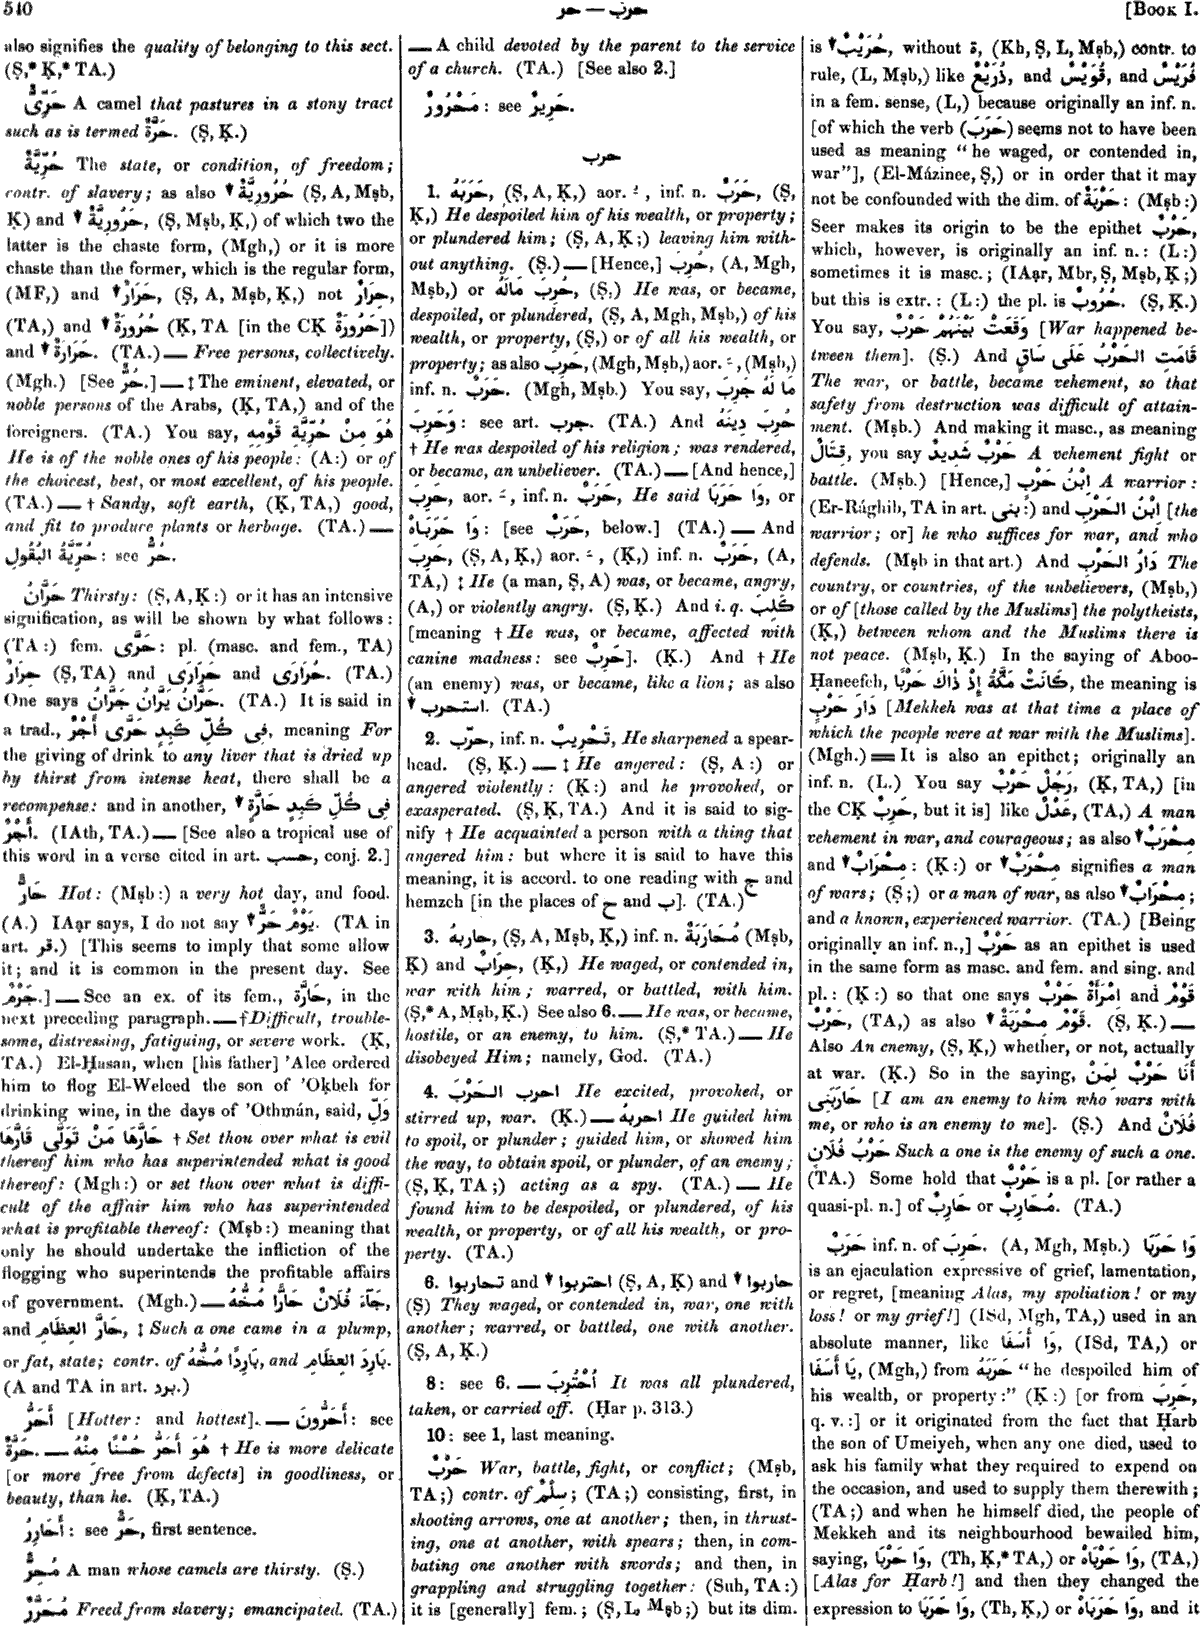 540
حر — حرب
[BOOK I.
also signifies the quality of belonging to this sect.
(Ṣ,* Ḳ,* TA.)
حَرِّىٌّ A camel that pastures in a stony tract
such as is termed حَرَّةٌ. (Ṣ, Ḳ.)
حُرِّيَّةٌ The state, or condition, of freedom;
contr. of slavery; as also حُرُورِيَّةٌ (Ṣ, A, Mṣb,
Ḳ) and حَرُورِيَّةٌ, (Ṣ, Mṣb, Ḳ,) of which two the
latter is the chaste form, (Mgh,) or it is more
chaste than the former, which is the regular form,
(MF,) and حَرَارٌ, (Ṣ, A, Mṣb, Ḳ,) not حِرَارٌ,
(TA,) and حُرُورَةٌ (Ḳ, TA [in the CḲ حَرُورَةٌ])
and حَرَارَةٌ. (TA.) — Free persons, collectively.
(Mgh.) [See حُرٌّ.] — ‡ The eminent, elevated, or
noble persons of the Arabs, (Ḳ, TA,) and of the
foreigners. (TA.) You say, هُوَ مِنْ حُرِّيَّةِ قَوْمِهِ
He is of the noble ones of his people: (A:) or of
the choicest, best, or most excellent, of his people.
(TA.) — † Sandy, soft earth, (Ḳ, TA,) good,
and fit to produce plants or herbage. (TA.) —
حُرِّيَّةُ البُقُولِ: see حُرٌّ.
حَرَّانُ Thirsty: (Ṣ, A, Ḳ:) or it has an intensive
signification, as will be shown by what follows:
(TA:) fem. حَرَّى: pl. (masc. and fem., TA)
حِرَارٌ (Ṣ, TA) and حَرَارَى and حُرَارَى. (TA.)
One says حَرَّانُ يَرَّانُ جَرَّانُ. (TA.) It is said in
a trad., فِى كُلِّ كَبِدٍ حَرَّى أَجْرٌ, meaning For
the giving of drink to any liver that is dried up
by thirst from intense heat, there shall be a
recompense: and in another, فِى كُلِّ كَبِدٍ حَارَّةٍ
أَجْرٌ. (IAth, TA.) — [See also a tropical use of
this word in a verse cited in art. حسب, conj. 2.]
حَارٌّ Hot: (Mṣb:) a very hot day, and food.
(A.) IAạr says, I do not say يَوْمٌ حَرٌّ. (TA in
art. قر.) [This seems to imply that some allow
it; and it is common in the present day. See
جَرْمٌ.] — See an ex. of its fem., حَارَّة, in the
next preceding paragraph. — † Difficult, trouble-
some, distressing, fatiguing, or severe work. (Ḳ,
TA.) El-Ḥasan, when [his father] 'Alee ordered
him to flog El-Weleed the son of 'Oḳbeh for
drinking wine, in the days of 'Othmán, said, وَلِّ
حَارَّهَا مَنْ تَوَلَّى قَارَّهَا † Set thou over what is evil
thereof him who has superintended what is good
thereof: (Mgh:) or set thou over what is diffi-
cult of the affair him who has superintended
what is profitable thereof: (Mṣb:) meaning that
only he should undertake the infliction of the
flogging who superintends the profitable affairs
of government. (Mgh.) — جَآءَ فُلَانٌ حَارًّا مُخُّهُ,
and حَارَّ العِظَامِ, ‡ Such a one came in a plump,
or fat, state; contr. of بَارِدًا مُخُّهُ, and بَارِدَ العِظَامِ.
(A and TA in art. برد.)
أَحَرُّ [Hotter: and hottest]. — أَحَرُّونَ: see
حَرَّةٌ. — هُوَ أَحَرُّ حُسْنًا مِنْهُ † He is more delicate
[or more free from defects] in goodliness, or
beauty, than he. (Ḳ, TA.)
أَحَارِرُ: see حَرٌّ, first sentence.
مُحِرٌّ A man whose camels are thirsty. (Ṣ.)
مُحَرَّرٌ Freed from slavery; emancipated. (TA.)
— A child devoted by the parent to the service
of a church. (TA.) [See also 2.]
مَحْرُورٌ: see حَرِيرٌ.
حرب
1. حَرَبَهُ, (Ṣ, A, Ḳ,) aor. ـُ, inf. n. حَرَبٌ, (Ṣ,
Ḳ,) He despoiled him of his wealth, or property;
or plundered him; (Ṣ, A, Ḳ;) leaving him with-
out anything. (Ṣ.) — [Hence,] حُرِبَ, (A, Mgh,
Mṣb,) or حُرِبَ مَالَهُ, (Ṣ,) He was, or became,
despoiled, or plundered, (Ṣ, A, Mgh, Mṣb,) of his
wealth, or property, (Ṣ,) or of all his wealth, or
property; as also حَرِبَ, (Mgh, Mṣb,) aor. ـَ, (Mṣb,)
inf. n. حَرَبٌ. (Mgh, Mṣb.) You say, مَا لَهُ جَرِبَ
وَحَرِبَ: see art. جرب. (TA.) And حُرِبَ دِينَهُ
† He was despoiled of his religion; was rendered,
or became, an unbeliever. (TA.) — [And hence,]
حَرِبَ, aor. ـَ, inf. n. حَرَبٌ, He said وَا حَرَبَا, or
وَا حَرَبَاهْ: [see حَرَبٌ, below.] (TA.) — And
حَرِبَ, (Ṣ, A, Ḳ,) aor. ـَ, (Ḳ,) inf. n. حَرَبٌ, (A,
TA,) ‡ He (a man, Ṣ, A) was, or became, angry,
(A,) or violently angry. (Ṣ, Ḳ.) And i. q. كَلِبَ
[meaning † He was, or became, affected with
canine madness: see حَرِبٌ]. (Ḳ.) And † He
(an enemy) was, or became, like a lion; as also
استحرب. (TA.)
2. حرّب, inf. n. تَحْرِيبٌ, He sharpened a spear-
head. (Ṣ, Ḳ.) — ‡ He angered: (Ṣ, A:) or
angered violently: (Ḳ:) and he provoked, or
exasperated. (Ṣ, Ḳ, TA.) And it is said to sig-
nify † He acquainted a person with a thing that
angered him: but where it is said to have this
meaning, it is accord. to one reading with ج and
hemzeh [in the places of ح and ب]. (TA.)
3. حاربهُ, (Ṣ, A, Mṣb, Ḳ,) inf. n. مُحَارَبَةٌ (Mṣb,
Ḳ) and حِرَابٌ, (Ḳ,) He waged, or contended in,
war with him; warred, or battled, with him.
(Ṣ,* A, Mṣb, Ḳ.) See also 6. — He was, or became,
hostile, or an enemy, to him. (Ṣ,* TA.) — He
disobeyed Him; namely, God. (TA.)
4. احرب الحَرْبَ He excited, provoked, or
stirred up, war. (Ḳ.) — احربهُ He guided him
to spoil, or plunder; guided him, or showed him
the way, to obtain spoil, or plunder, of an enemy;
(Ṣ, Ḳ, TA;) acting as a spy. (TA.) — He
found him to be despoiled, or plundered, of his
wealth, or property, or of all his wealth, or pro-
perty. (TA.)
6. تحاربوا and احتربوا (Ṣ, A, Ḳ) and حاربوا
(Ṣ) They waged, or contended in, war, one with
another; warred, or battled, one with another.
(Ṣ, A, Ḳ.)
8: see 6. — اُحْتُرِبَ It was all plundered,
taken, or carried off. (Ḥar p. 313.)
10: see 1, last meaning.
حَرْبٌ War, battle, fight, or conflict; (Mṣb,
TA;) contr. of سِلْمٌ; (TA;) consisting, first, in
shooting arrows, one at another; then, in thrust-
ing, one at another, with spears; then, in com-
bating one another with swords; and then, in
grappling and struggling together: (Suh, TA:)
it is [generally] fem.; (Ṣ, L, Mṣb;) but its dim.
is حُرَيْبٌ, without ة, (Kh, Ṣ, L, Mṣb,) contr. to
rule, (L, Mṣb,) like ذُرَيْعٌ, and قُوَيْسٌ, and فُرَيْسٌ
in a fem. sense, (L,) because originally an inf. n.
[of which the verb (حَرَبَ) seems not to have been
used as meaning "he waged, or contended in,
war"], (El-Mázinee, Ṣ,) or in order that it may
not be confounded with the dim. of حَرْبَةٌ: (Mṣb:)
Seer makes its origin to be the epithet حَرْبٌ,
which, however, is originally an inf. n.: (L:)
sometimes it is masc.; (IAạr, Mbr, Ṣ, Mṣb, Ḳ;)
but this is extr.: (L:) the pl. is حُرُوبٌ. (Ṣ, Ḳ.)
You say, وَقَعَتْ بَيْنَهُمْ حَرْبٌ [War happened be-
tween them]. (Ṣ.) And قَامَتِ الحَرْبُ عَلَى سَاقٍ
The war, or battle, became vehement, so that
safety from destruction was difficult of attain-
ment. (Mṣb.) And making it masc., as meaning
قِتَالٌ, you say حَرْبٌ شَدِيدٌ A vehement fight or
battle. (Mṣb.) [Hence,] اِبْنُ حَرْبٍ A warrior:
(Er-Rághib, TA in art. بنى:) and اِبْنُ الحَرْبِ [the
warrior; or] he who suffices for war, and who
defends. (Mṣb in that art.) And دَارُ الحَرْبِ The
country, or countries, of the unbelievers, (Mṣb,)
or of [those called by the Muslims] the polytheists,
(Ḳ,) between whom and the Muslims there is
not peace. (Mṣb, Ḳ.) In the saying of Aboo-
Ḥaneefeh, كَانَتْ مَكَّةُ إِذْ ذَاكَ حَرْبًا, the meaning is
دَارَ حَرْبٍ [Mekkeh was at that time a place of
which the people were at war with the Muslims].
(Mgh.) = It is also an epithet; originally an
inf. n. (L.) You say رَجُلٌ حَرْبٌ, (Ḳ, TA,) [in
the CḲ حَرِبٌ, but it is] like عَدْلٌ, (TA,) A man
vehement in war, and courageous; as also مِحْرَبٌ
and مِحْرَابٌ: (Ḳ:) or مِحْرَبٌ signifies a man
of wars; (Ṣ;) or a man of war, as also مِحْرَابٌ;
and a known, experienced warrior. (TA.) [Being
originally an inf. n.,] حَرْبٌ as an epithet is used
in the same form as masc. and fem. and sing. and
pl.: (Ḳ:) so that one says اِمْرَأَةٌ حَرْبٌ and قَوْمٌ
حَرْبٌ, (TA,) as also قَوْمٌ مِحْرَبَةٌ. (Ṣ, Ḳ.) —
Also An enemy, (Ṣ, Ḳ,) whether, or not, actually
at war. (Ḳ.) So in the saying, أَنَا حَرْبٌ لِمَنْ
حَارَبَنِى [I am an enemy to him who wars with
me, or who is an enemy to me]. (Ṣ.) And فُلَانٌ
حَرْبُ فُلَانٍ Such a one is the enemy of such a one.
(TA.) Some hold that حَرْبٌ is a pl. [or rather a
quasi-pl. n.] of حَارِبٌ or مُحَارِبٌ. (TA.)
حَرَبٌ inf. n. of حَرِبَ. (A, Mgh, Mṣb.) وَا حَرَبَا
is an ejaculation expressive of grief, lamentation,
or regret, [meaning Alas, my spoliation! or my
loss! or my grief!] (ISd, Mgh, TA,) used in an
absolute manner, like وَا أَسَفَا, (ISd, TA,) or
يَا أَسَفَا, (Mgh,) from حَرَبَهُ "he despoiled him of
his wealth, or property:" (Ḳ:) [or from حَرِبَ,
q. v.:] or it originated from the fact that Ḥarb
the son of Umeiyeh, when any one died, used to
ask his family what they required to expend on
the occasion, and used to supply them therewith;
(TA;) and when he himself died, the people of
Mekkeh and its neighbourhood bewailed him,
saying, وَا حَرْبَا, (Th, Ḳ,* TA,) or وَا حَرْبَاهْ, (TA,)
[Alas for Ḥarb!] and then they changed the
expression to وَا حَرَبَا, (Th, Ḳ,) or وَا حَرَبَاهْ, and it